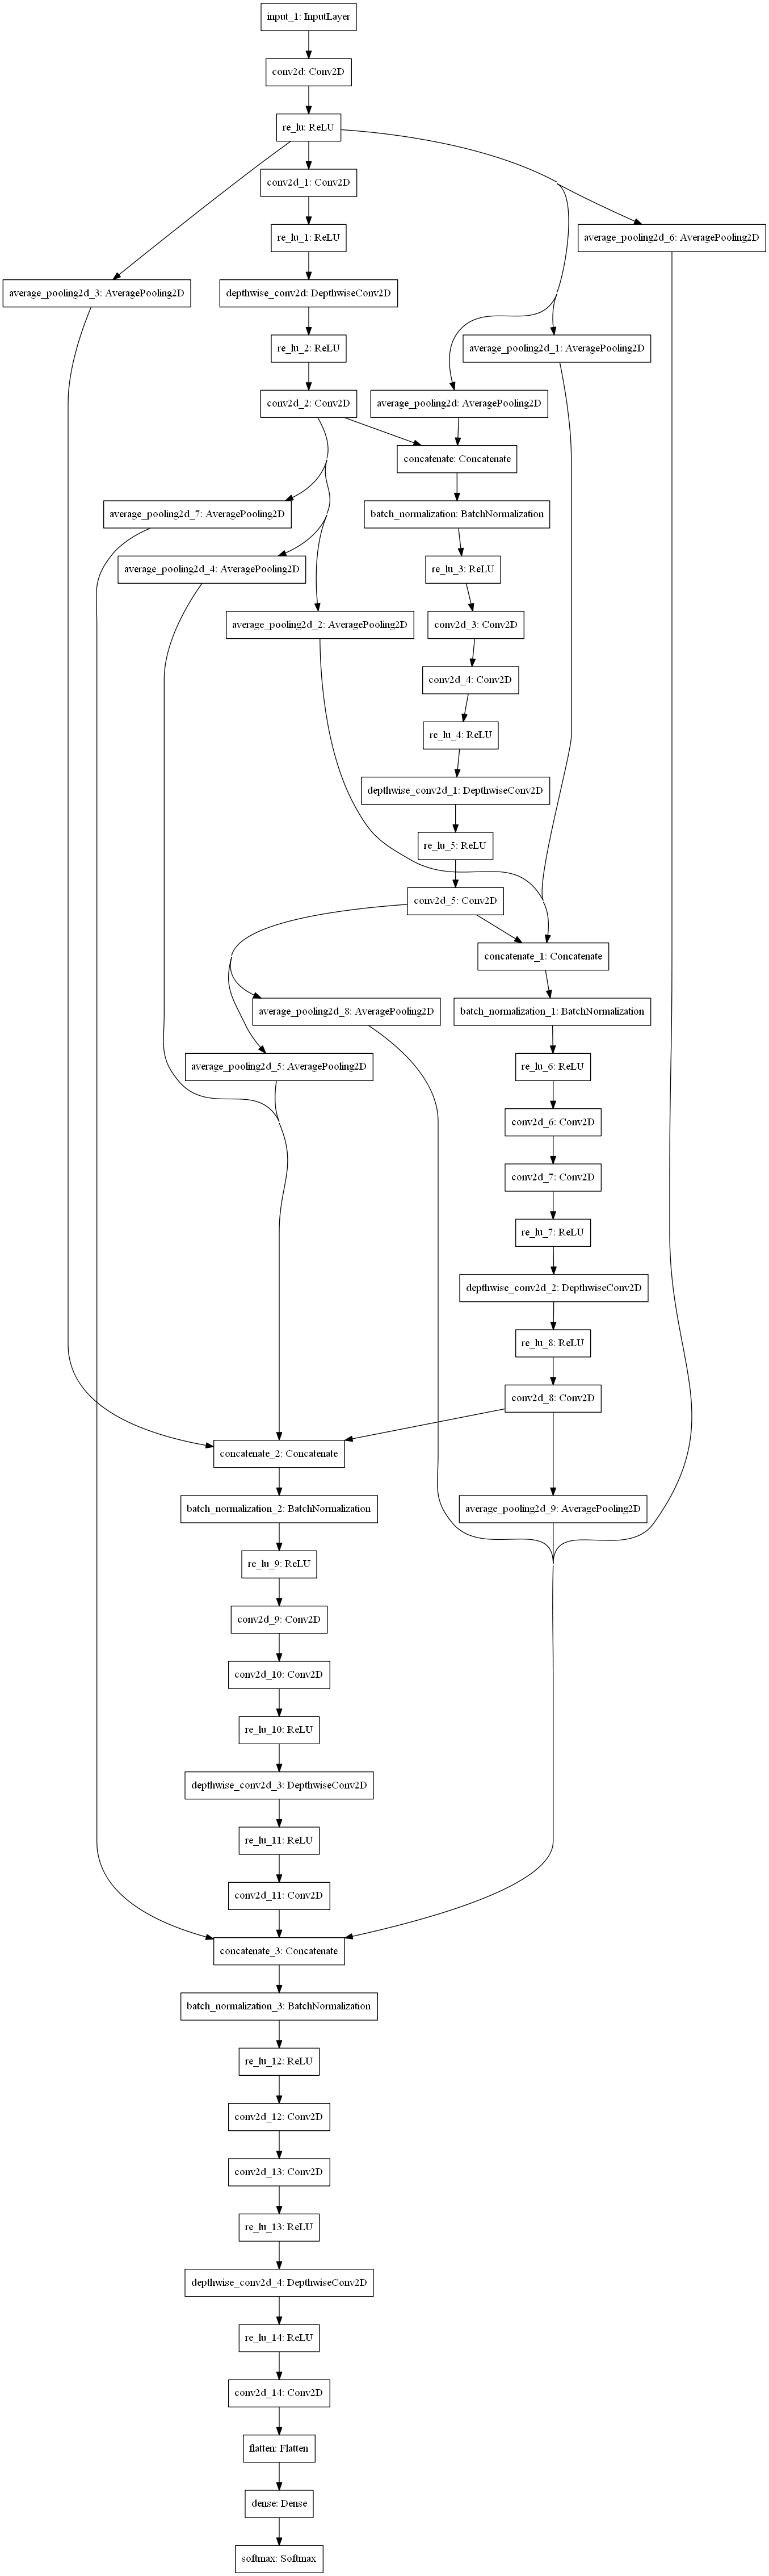 input_1: InputLayer
conv2d: Conv2D
re_lu: ReLU
conv2d_1: Conv2D
re_lu_1: ReLU
average_pooling2d_6: AveragePooling2D
average_pooling2d_3: AveragePooling2D
depthwise_conv2d: DepthwiseConv2D
re_lu_2: ReLU
average_pooling2d_1: AveragePooling2D
conv2d_2: Conv2D
average_pooling2d: AveragePooling2D
concatenate: Concatenate
average_pooling2d_7: AveragePooling2D
batch_normalization: BatchNormalization
average_pooling2d_4: AveragePooling2D
re_lu_3: ReLU
average_pooling2d_2: AveragePooling2D
conv2d_3: Conv2D
conv2d_4: Conv2D
re_lu_4: ReLU
depthwise_conv2d_1: DepthwiseConv2D
re_lu_5: ReLU
conv2d_5: Conv2D
concatenate_1: Concatenate
average_pooling2d_8: AveragePooling2D
batch_normalization_1: BatchNormalization
average_pooling2d_5: AveragePooling2D
re_lu_6: ReLU
conv2d_6: Conv2D
conv2d_7: Conv2D
re_lu_7: ReLU
depthwise_conv2d_2: DepthwiseConv2D
re_lu_8: ReLU
conv2d_8: Conv2D
concatenate_2: Concatenate
batch_normalization_2: BatchNormalization
average_pooling2d_9: AveragePooling2D
re_lu_9: ReLU
conv2d_9: Conv2D
conv2d_10: Conv2D
re_lu_10: ReLU
depthwise_conv2d_3: DepthwiseConv2D
re_lu_11: ReLU
conv2d_11: Conv2D
concatenate_3: Concatenate
batch_normalization_3: BatchNormalization
re_lu_12: ReLU
conv2d_12: Conv2D
conv2d_13: Conv2D
re_lu_13: ReLU
depthwise_conv2d_4: DepthwiseConv2D
re_lu_14: ReLU
conv2d_14: Conv2D
flatten: Flatten
dense: Dense
softmax: Softmax